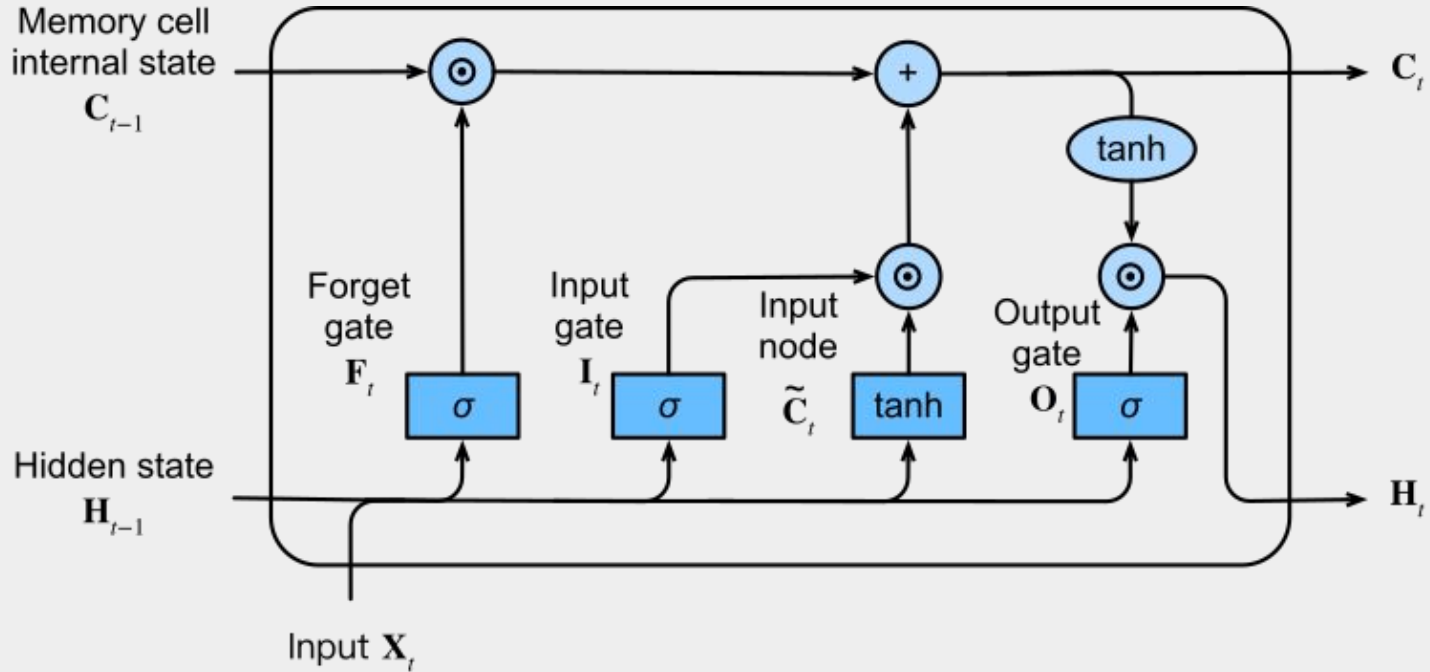 Memory cell
internal state
C_{t−1}
⊙
+
C_t
tanh
Forget
gate
F_t
Input
gate
I_t
Input
node
C̃_t
⊙
Output
gate
O_t
⊙
σ
σ
tanh
σ
Hidden state
H_{t−1}
H_t
Input X_t